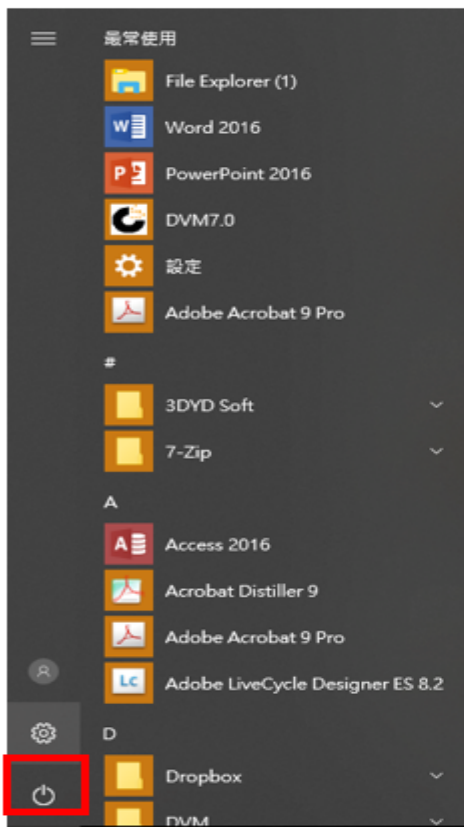 最常使用
File Explorer (1)
Word 2016
PowerPoint 2016
DVM7.0
設定
Adobe Acrobat 9 Pro
#
3DYD Soft
7-Zip
A
Access 2016
Acrobat Distiller 9
Adobe Acrobat 9 Pro
Adobe LiveCycle Designer ES 8.2
D
Dropbox
DVM